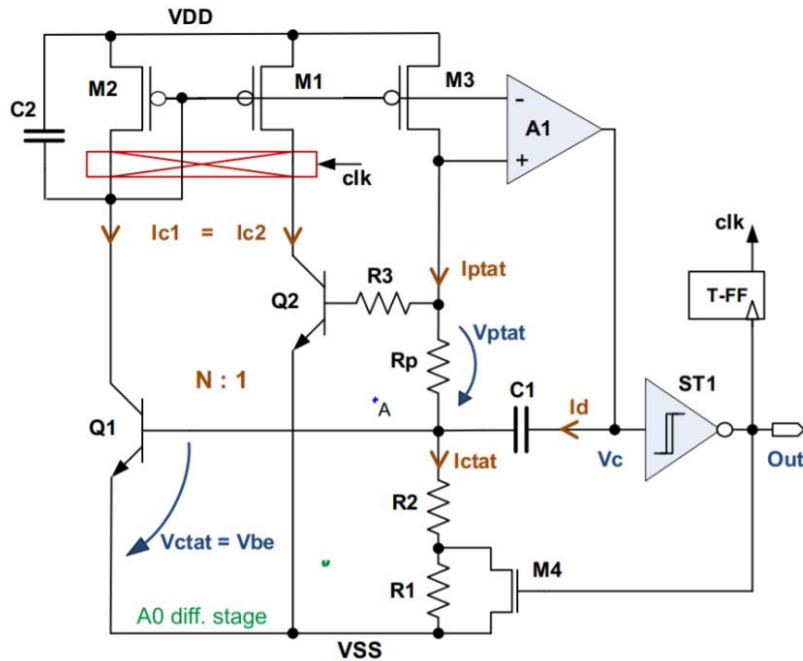 VDD
M2
M1
M3
C2
-
A1
+
clk
clk
Ic1 = Ic2
Iptat
R3
T-FF
Q2
Vptat
Rp
N : 1
C1
ST1
A
Id
Q1
Vc
Out
Ictat
R2
Vctat = Vbe
M4
R1
A0 diff. stage
VSS